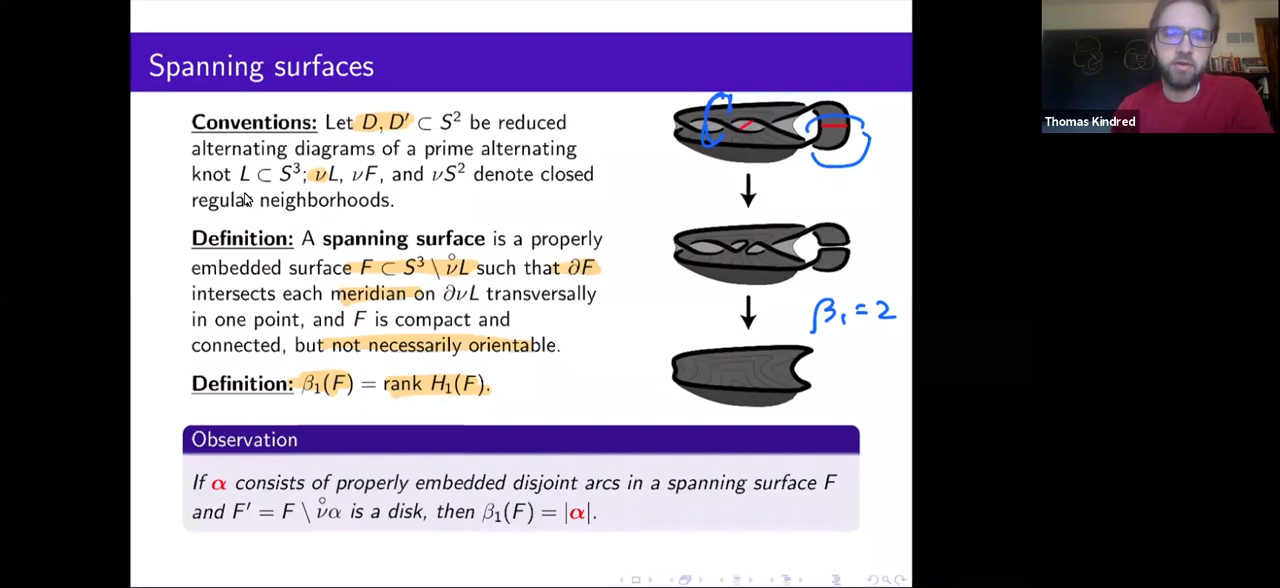 Spanning surfaces
Conventions: Let D, D′ ⊂ S² be reduced
alternating diagrams of a prime alternating
knot L ⊂ S³; νL, νF, and νS² denote closed
regular neighborhoods.
Definition: A spanning surface is a properly
embedded surface F ⊂ S³ \ ν̊L such that ∂F
intersects each meridian on ∂νL transversally
in one point, and F is compact and
connected, but not necessarily orientable.
Definition: β₁(F) = rank H₁(F).
β₁ = 2
Observation
If α consists of properly embedded disjoint arcs in a spanning surface F
and F′ = F \ ν̊α is a disk, then β₁(F) = |α|.
Thomas Kindred